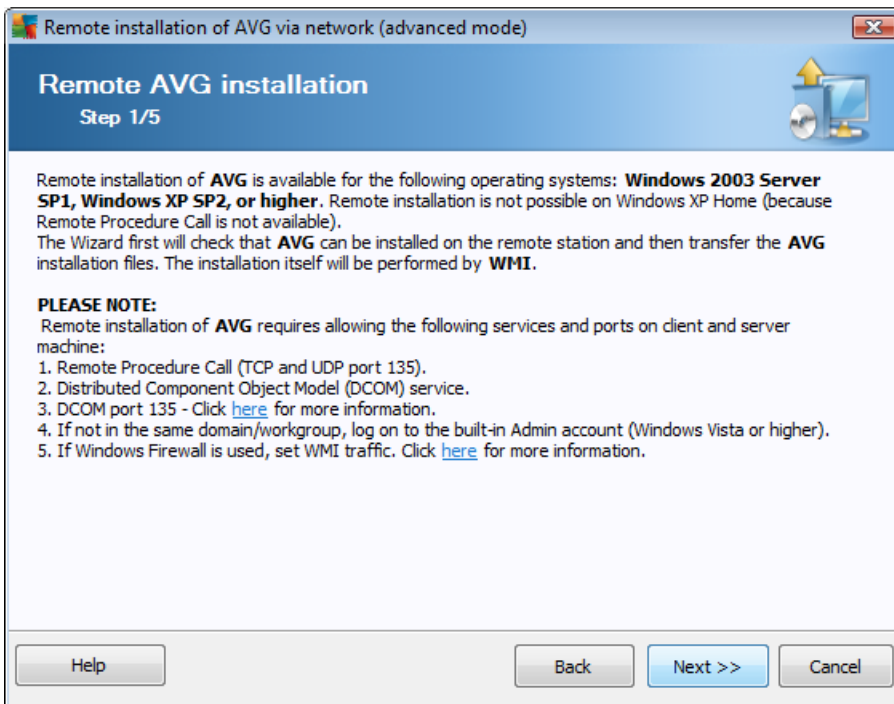 Remote installation of AVG via network (advanced mode)
Remote AVG installation
Step 1/5
Remote installation of AVG is available for the following operating systems: Windows 2003 Server
SP1, Windows XP SP2, or higher. Remote installation is not possible on Windows XP Home (because
Remote Procedure Call is not available).
The Wizard first will check that AVG can be installed on the remote station and then transfer the AVG
installation files. The installation itself will be performed by WMI.
PLEASE NOTE:
Remote installation of AVG requires allowing the following services and ports on client and server
machine:
1. Remote Procedure Call (TCP and UDP port 135).
2. Distributed Component Object Model (DCOM) service.
3. DCOM port 135 - Click here for more information.
4. If not in the same domain/workgroup, log on to the built-in Admin account (Windows Vista or higher).
5. If Windows Firewall is used, set WMI traffic. Click here for more information.
Help
Back
Next >>
Cancel